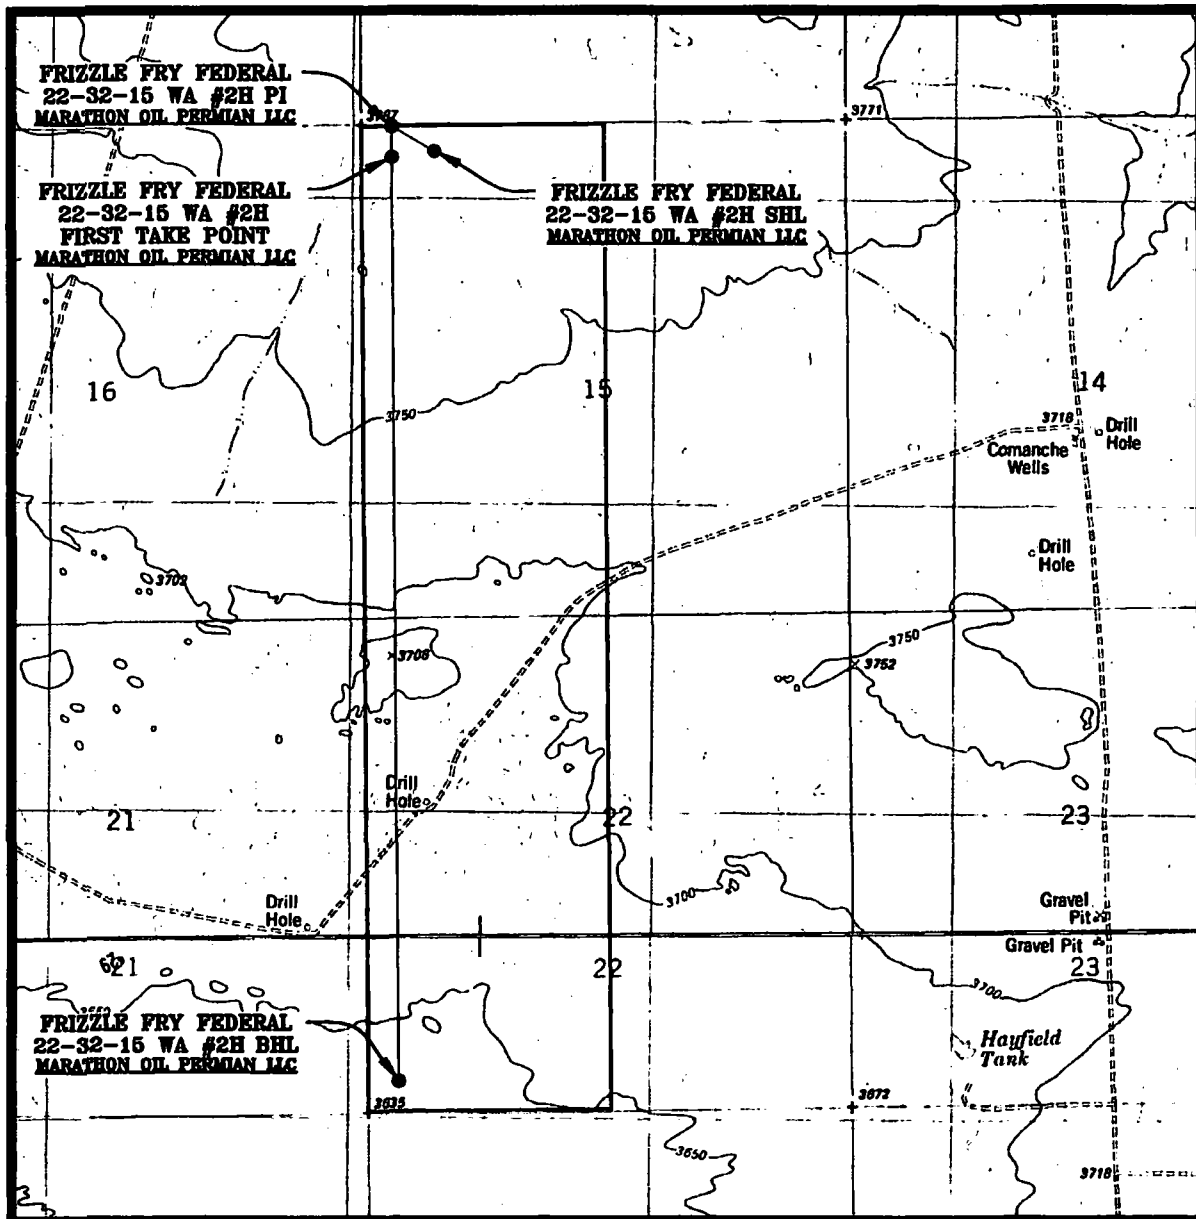 FRIZZLE FRY FEDERAL
22-32-15 WA #2H PI
MARATHON OIL PERMIAN LLC
3771
FRIZZLE FRY FEDERAL
22-32-15 WA #2H
FIRST TAKE POINT
MARATHON OIL PERMIAN LLC
FRIZZLE FRY FEDERAL
22-32-15 WA #2H SHL
MARATHON OIL PERMIAN LLC
16
15
14
3750
3718
Drill
Hole
Comanche
Wells
Drill
Hole
3702
3750
3706
3752
Drill
Hole
21
22
23
Drill
Hole
3700
Gravel
Pit
Gravel Pit
21
22
23
3700
FRIZZLE FRY FEDERAL
22-32-15 WA #2H BHL
MARATHON OIL PERMIAN LLC
Hayfield
Tank
3635
3672
3650
3718